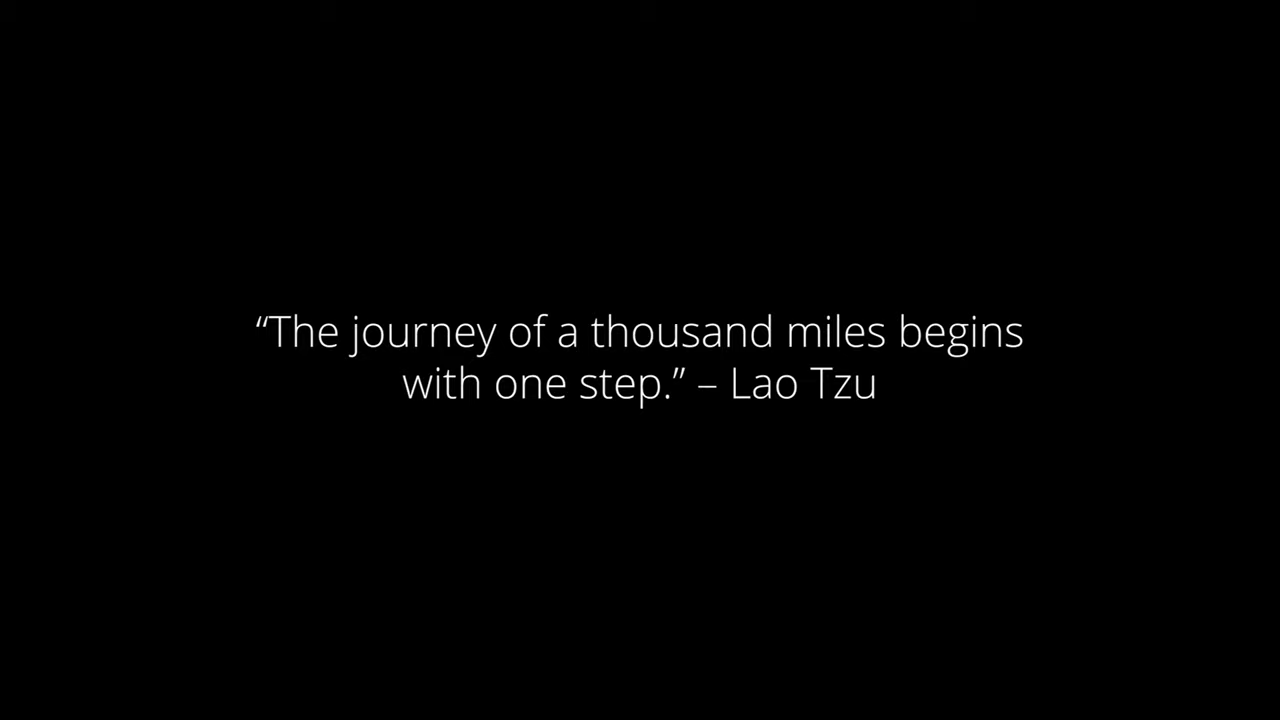 “The journey of a thousand miles begins
with one step.” – Lao Tzu